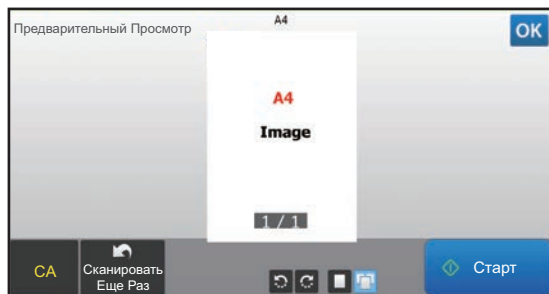 Предварительный Просмотр
A4
OK
A4
Image
1 / 1
CA
Сканировать
Еще Раз
Старт